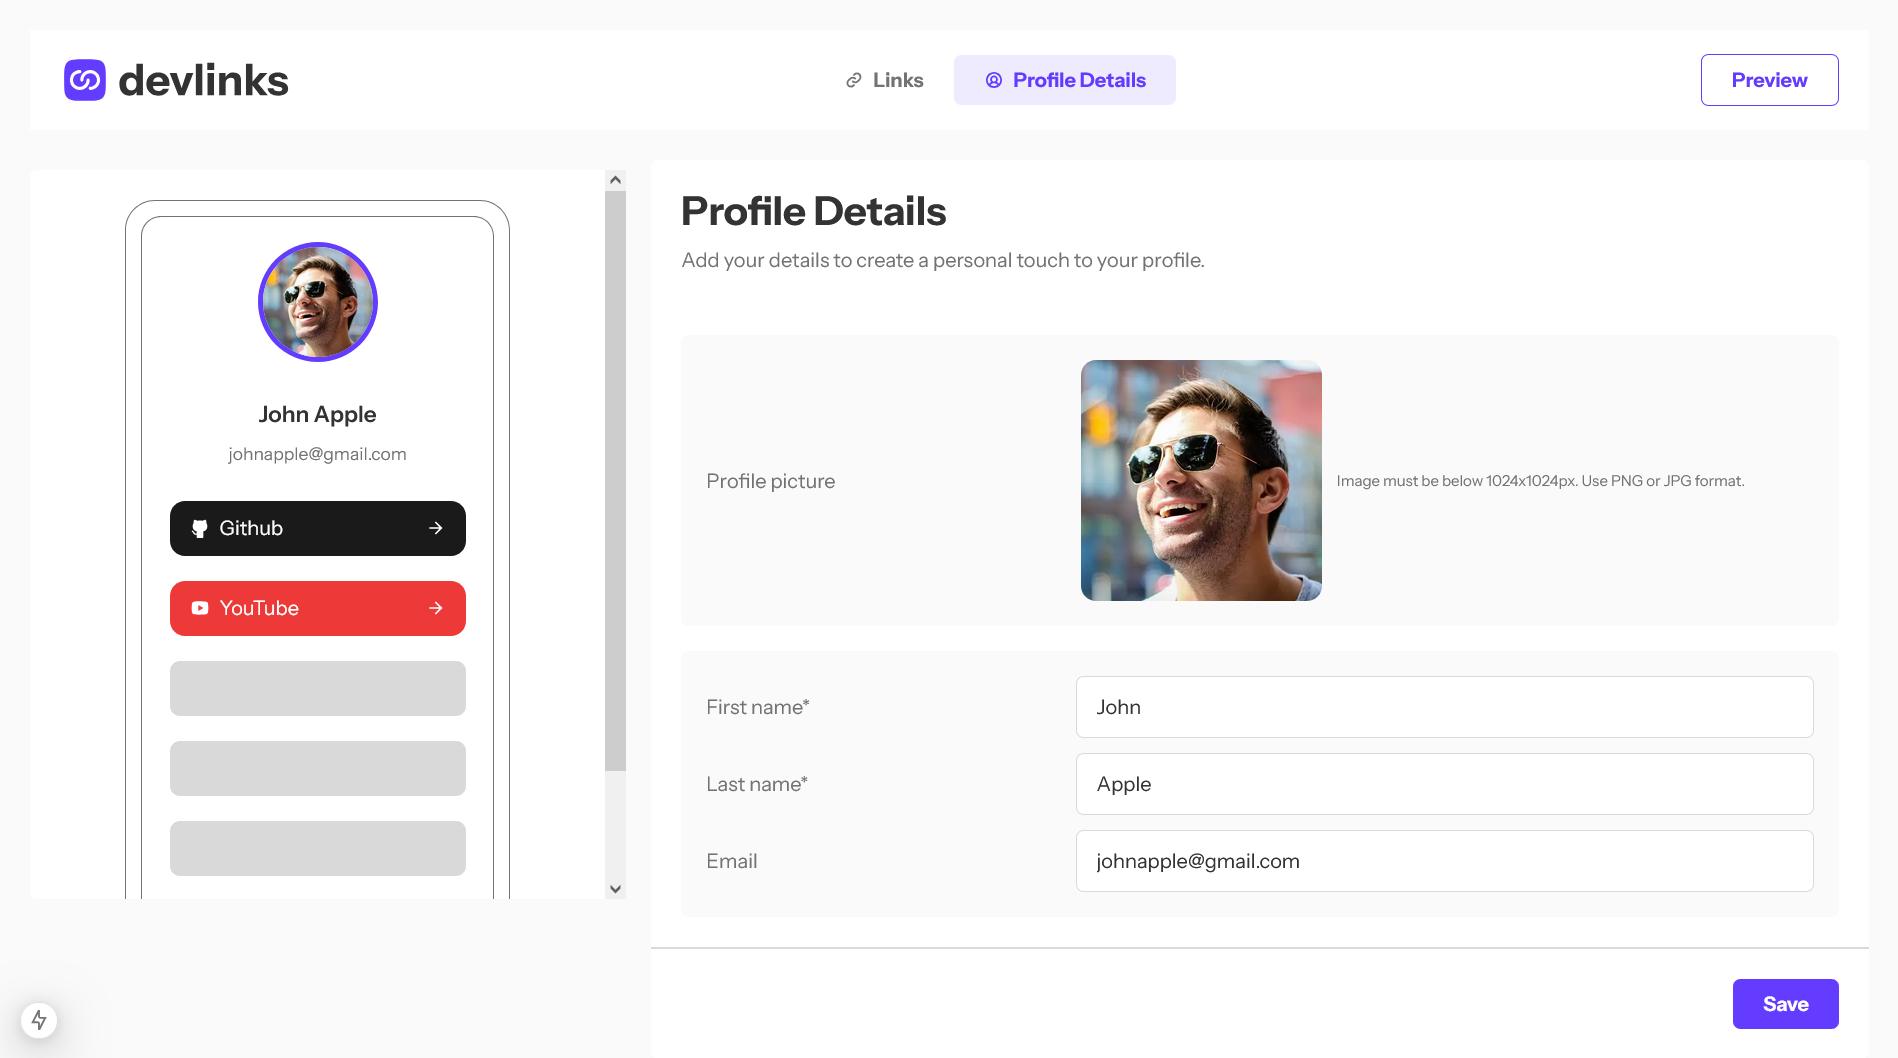 devlinks
Links
Profile Details
Preview
John Apple
johnapple@gmail.com
Github
YouTube
Profile Details
Add your details to create a personal touch to your profile.
Profile picture
Image must be below 1024x1024px. Use PNG or JPG format.
First name*
John
Last name*
Apple
Email
johnapple@gmail.com
Save